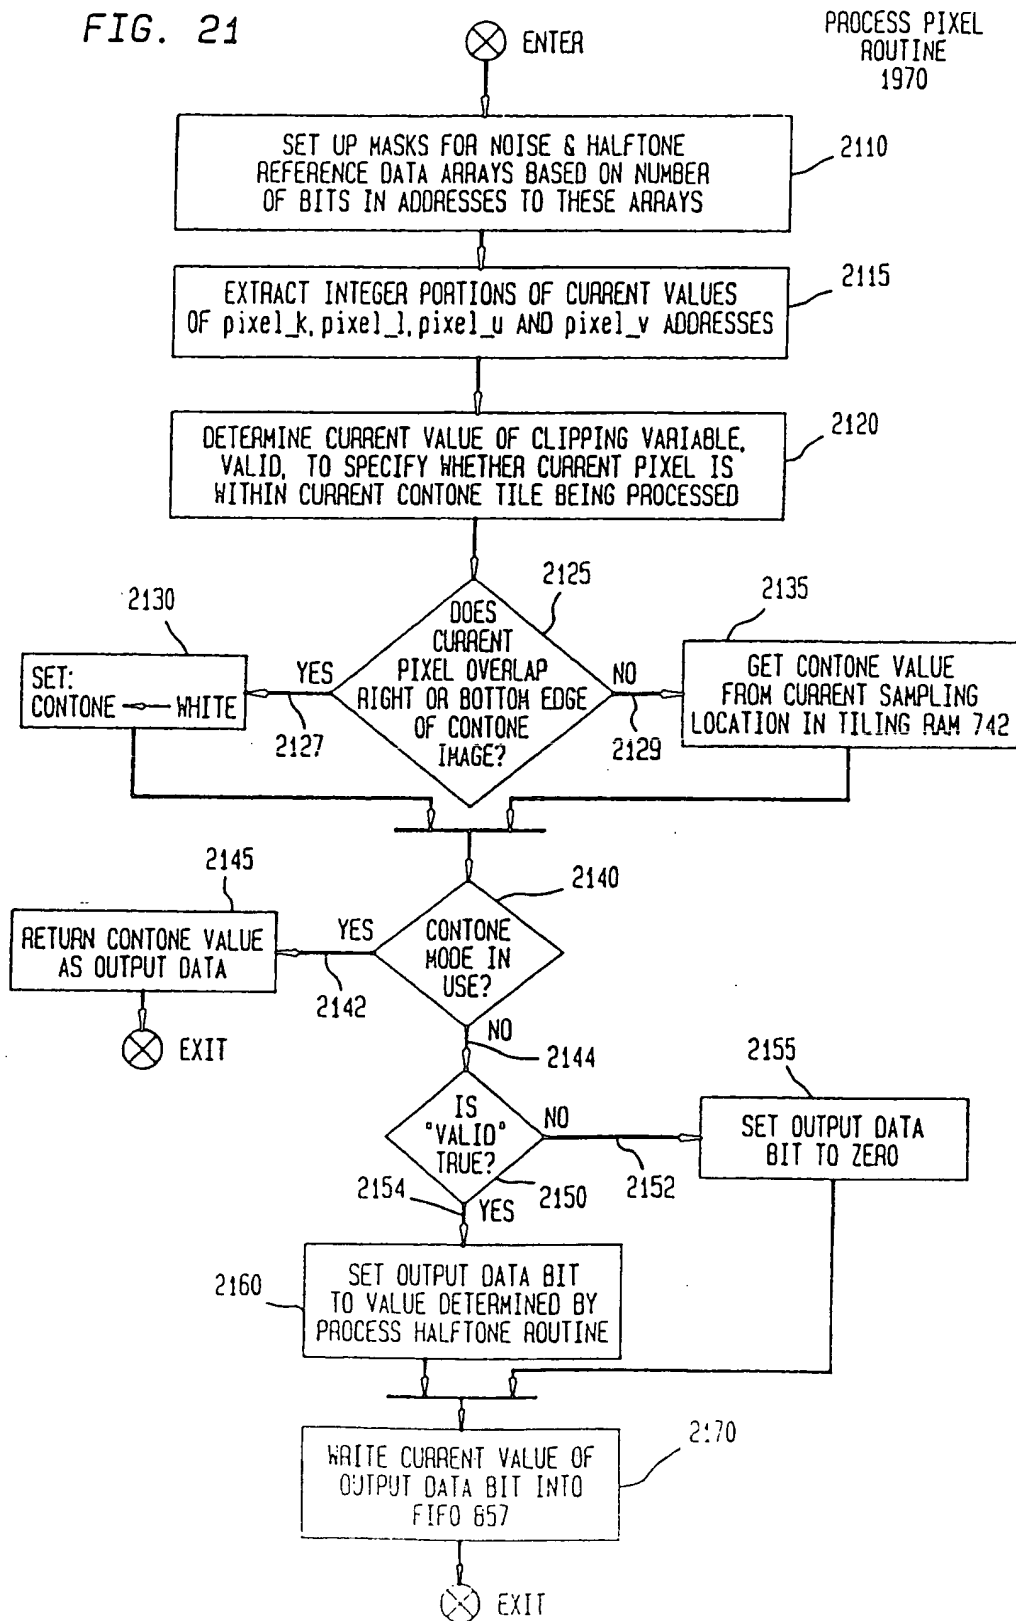 FIG. 21
PROCESS PIXEL
ROUTINE
1970
ENTER
SET UP MASKS FOR NOISE & HALFTONE
REFERENCE DATA ARRAYS BASED ON NUMBER
OF BITS IN ADDRESSES TO THESE ARRAYS
2110
EXTRACT INTEGER PORTIONS OF CURRENT VALUES
OF pixel_k, pixel_l, pixel_u AND pixel_v ADDRESSES
2115
DETERMINE CURRENT VALUE OF CLIPPING VARIABLE,
VALID, TO SPECIFY WHETHER CURRENT PIXEL IS
WITHIN CURRENT CONTONE TILE BEING PROCESSED
2120
2125
DOES
CURRENT
PIXEL OVERLAP
RIGHT OR BOTTOM EDGE
OF CONTONE
IMAGE?
2130
YES
2127
SET:
CONTONE WHITE
NO
2129
2135
GET CONTONE VALUE
FROM CURRENT SAMPLING
LOCATION IN TILING RAM 742
2140
CONTONE
MODE IN
USE?
YES
2142
2145
RETURN CONTONE VALUE
AS OUTPUT DATA
EXIT
NO
2144
IS
"VALID"
TRUE?
2150
NO
2152
2155
SET OUTPUT DATA
BIT TO ZERO
2154
YES
2160
SET OUTPUT DATA BIT
TO VALUE DETERMINED BY
PROCESS HALFTONE ROUTINE
WRITE CURRENT VALUE OF
OUTPUT DATA BIT INTO
FIFO 857
2170
EXIT